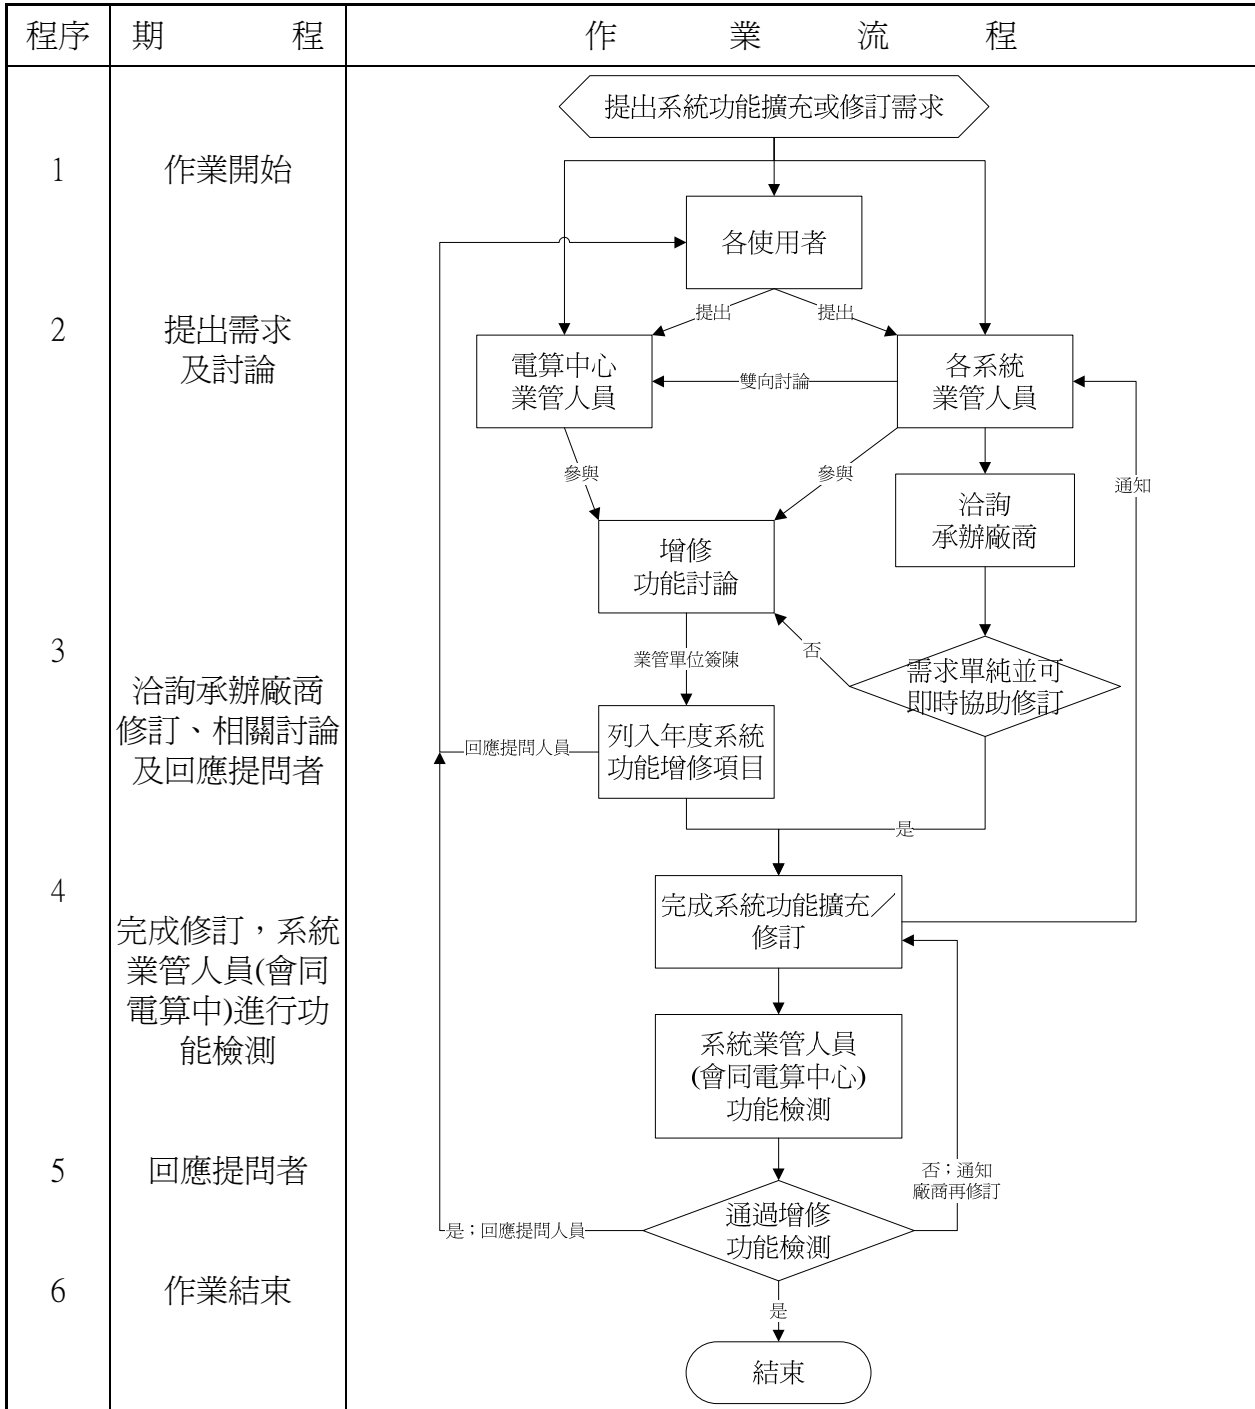 程序
期 程
作 業 流 程
提出系統功能擴充或修訂需求
1
作業開始
各使用者
提出
提出
2
提出需求
及討論
電算中心
業管人員
雙向討論
各系統
業管人員
參與
參與
通知
洽詢
承辦廠商
增修
功能討論
3
業管單位簽陳
否
需求單純並可
即時協助修訂
洽詢承辦廠商
修訂、相關討論
及回應提問者
回應提問人員
列入年度系統
功能增修項目
是
4
完成系統功能擴充／
修訂
完成修訂，系統
業管人員(會同
電算中)進行功
能檢測
系統業管人員
(會同電算中心)
功能檢測
5
回應提問者
否；通知
廠商再修訂
通過增修
功能檢測
是；回應提問人員
6
作業結束
是
結束